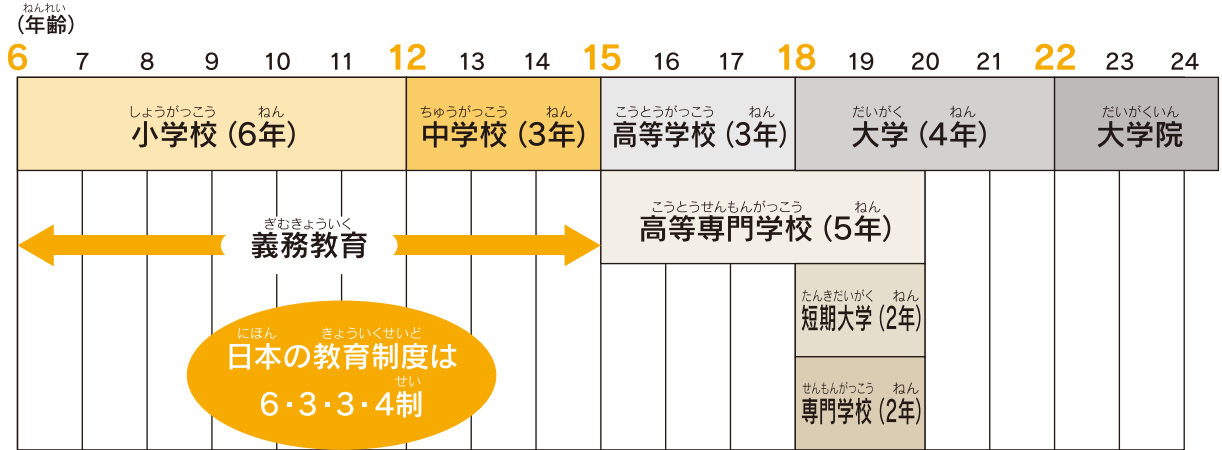 ねんれい
（年齢）
6 7 8 9 10 11 12 13 14 15 16 17 18 19 20 21 22 23 24
しょうがっこう ねん
小学校（6年）
ちゅうがっこう ねん
中学校（3年）
こうとうがっこう ねん
高等学校（3年）
だいがく ねん
大学（4年）
だいがくいん
大学院
こうとうせんもんがっこう ねん
高等専門学校（5年）
ぎむきょういく
義務教育
たんきだいがく ねん
短期大学（2年）
せんもんがっこう ねん
専門学校（2年）
にほん きょういくせいど
日本の教育制度は
せい
6・3・3・4制